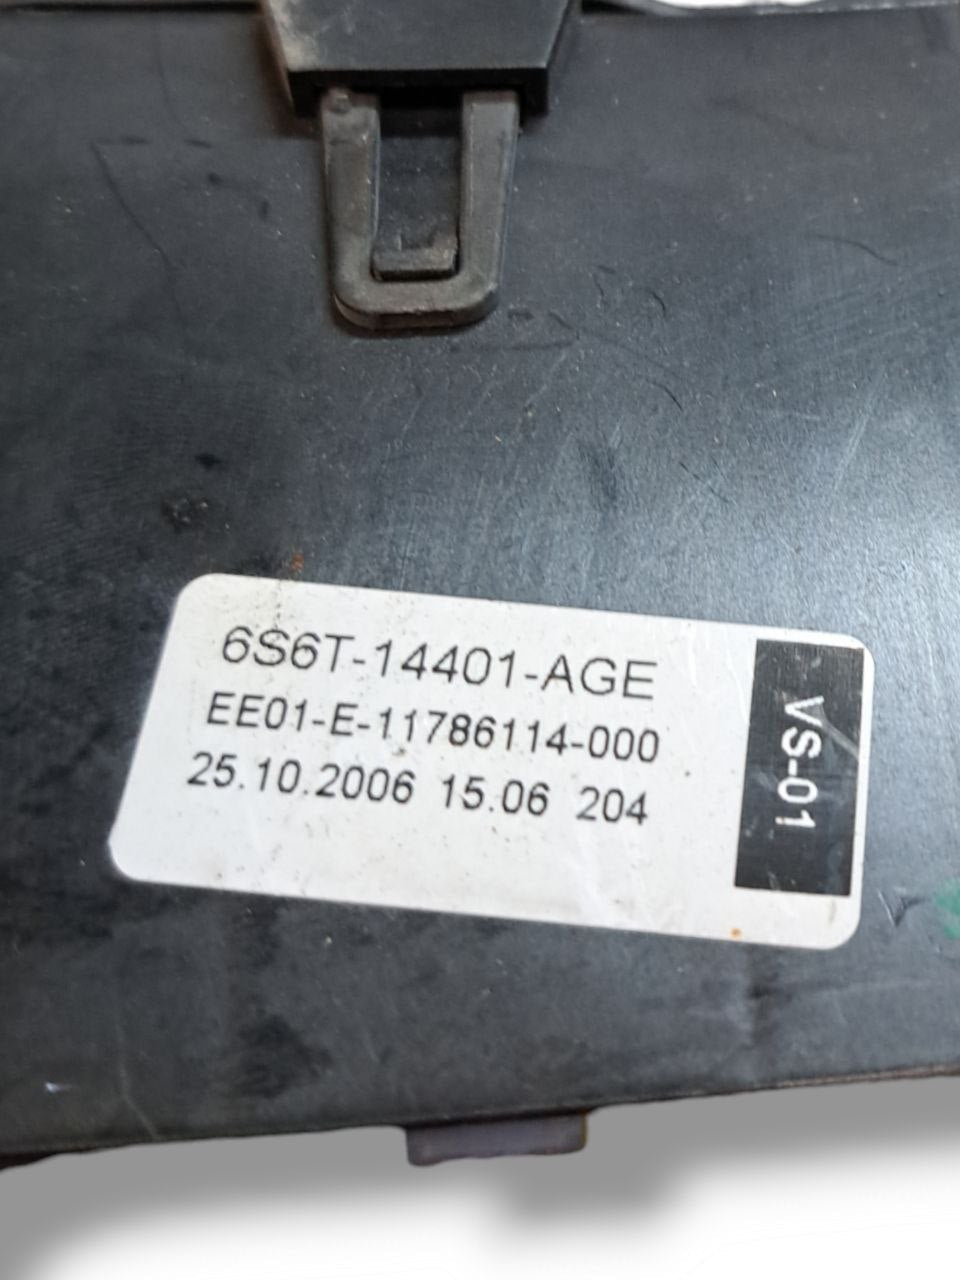 6S6T-14401-AGE
EE01-E-11786114-000
25.10.2006 15.06 204
VS-01